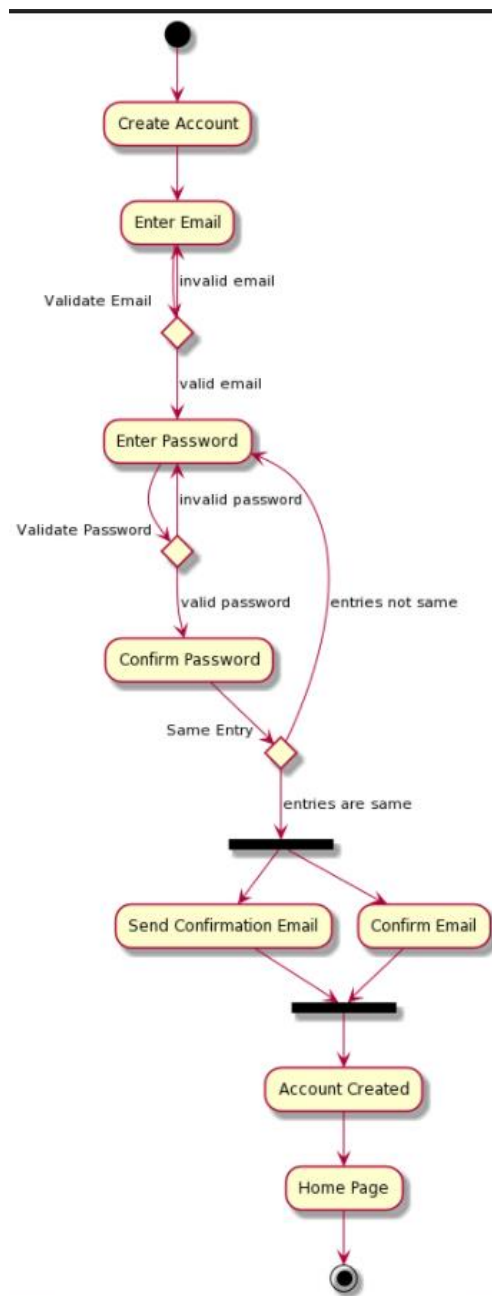 Create Account
Enter Email
invalid email
Validate Email
valid email
Enter Password
invalid password
Validate Password
valid password
entries not same
Confirm Password
Same Entry
entries are same
Send Confirmation Email
Confirm Email
Account Created
Home Page